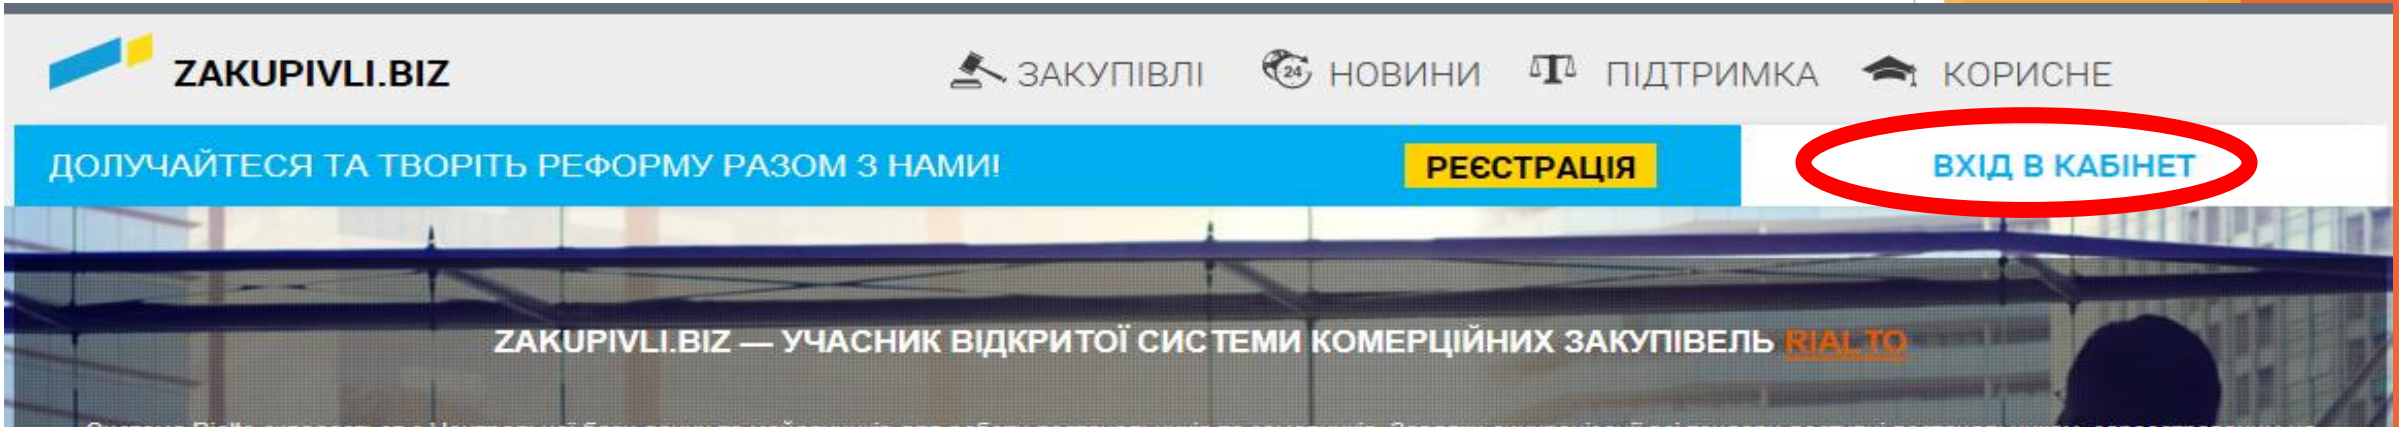 ZAKUPIVLI.BIZ
ЗАКУПІВЛІ 24 НОВИНИ ПІДТРИМКА КОРИСНЕ
ДОЛУЧАЙТЕСЯ ТА ТВОРІТЬ РЕФОРМУ РАЗОМ З НАМИ! РЕЄСТРАЦІЯ ВХІД В КАБІНЕТ
ZAKUPIVLI.BIZ — УЧАСНИК ВІДКРИТОЇ СИСТЕМИ КОМЕРЦІЙНИХ ЗАКУПІВЕЛЬ RIALTO